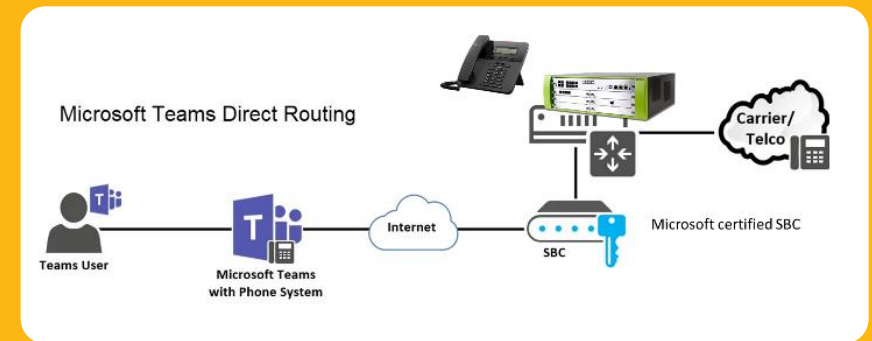 Microsoft Teams Direct Routing
Carrier/
Telco
T
Internet
Microsoft certified SBC
T
SBC
Teams User
Microsoft Teams
with Phone System